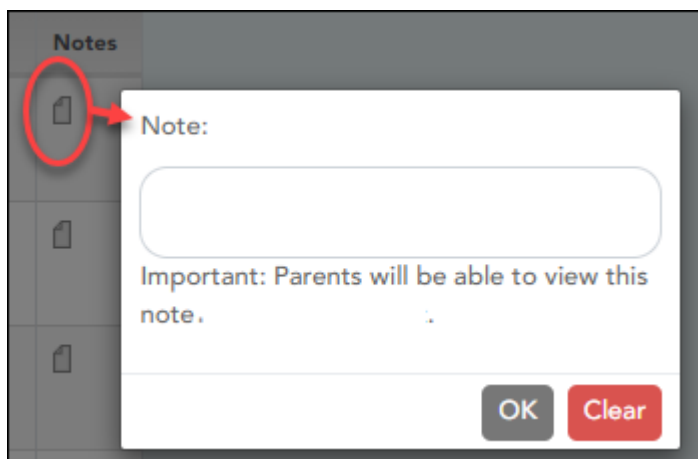 Notes
Note:
Important: Parents will be able to view this
note.
OK
Clear